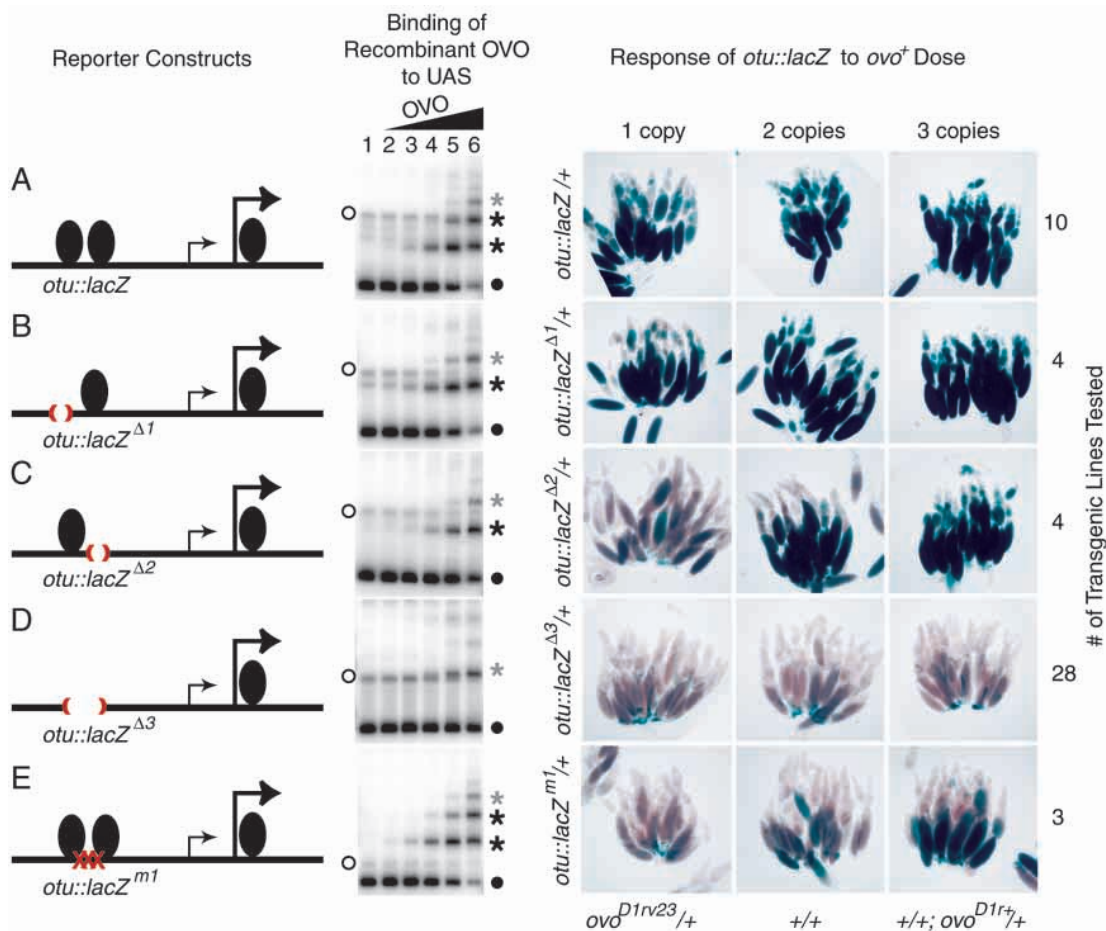 Reporter Constructs
Binding of
Recombinant OVO
to UAS
OVO
1 2 3 4 5 6
Response of otu::lacZ to ovo+ Dose
1 copy 2 copies 3 copies
A
otu::lacZ
* * *
otu::lacZ/+
10
B
otu::lacZΔ1
* *
otu::lacZΔ1/+
4
C
otu::lacZΔ2
* *
otu::lacZΔ2/+
4
D
otu::lacZΔ3
*
otu::lacZΔ3/+
28
E
XXX
otu::lacZm1
* * *
otu::lacZm1/+
3
# of Transgenic Lines Tested
ovoD1rv23/+ +/+ +/+; ovoD1r+/+